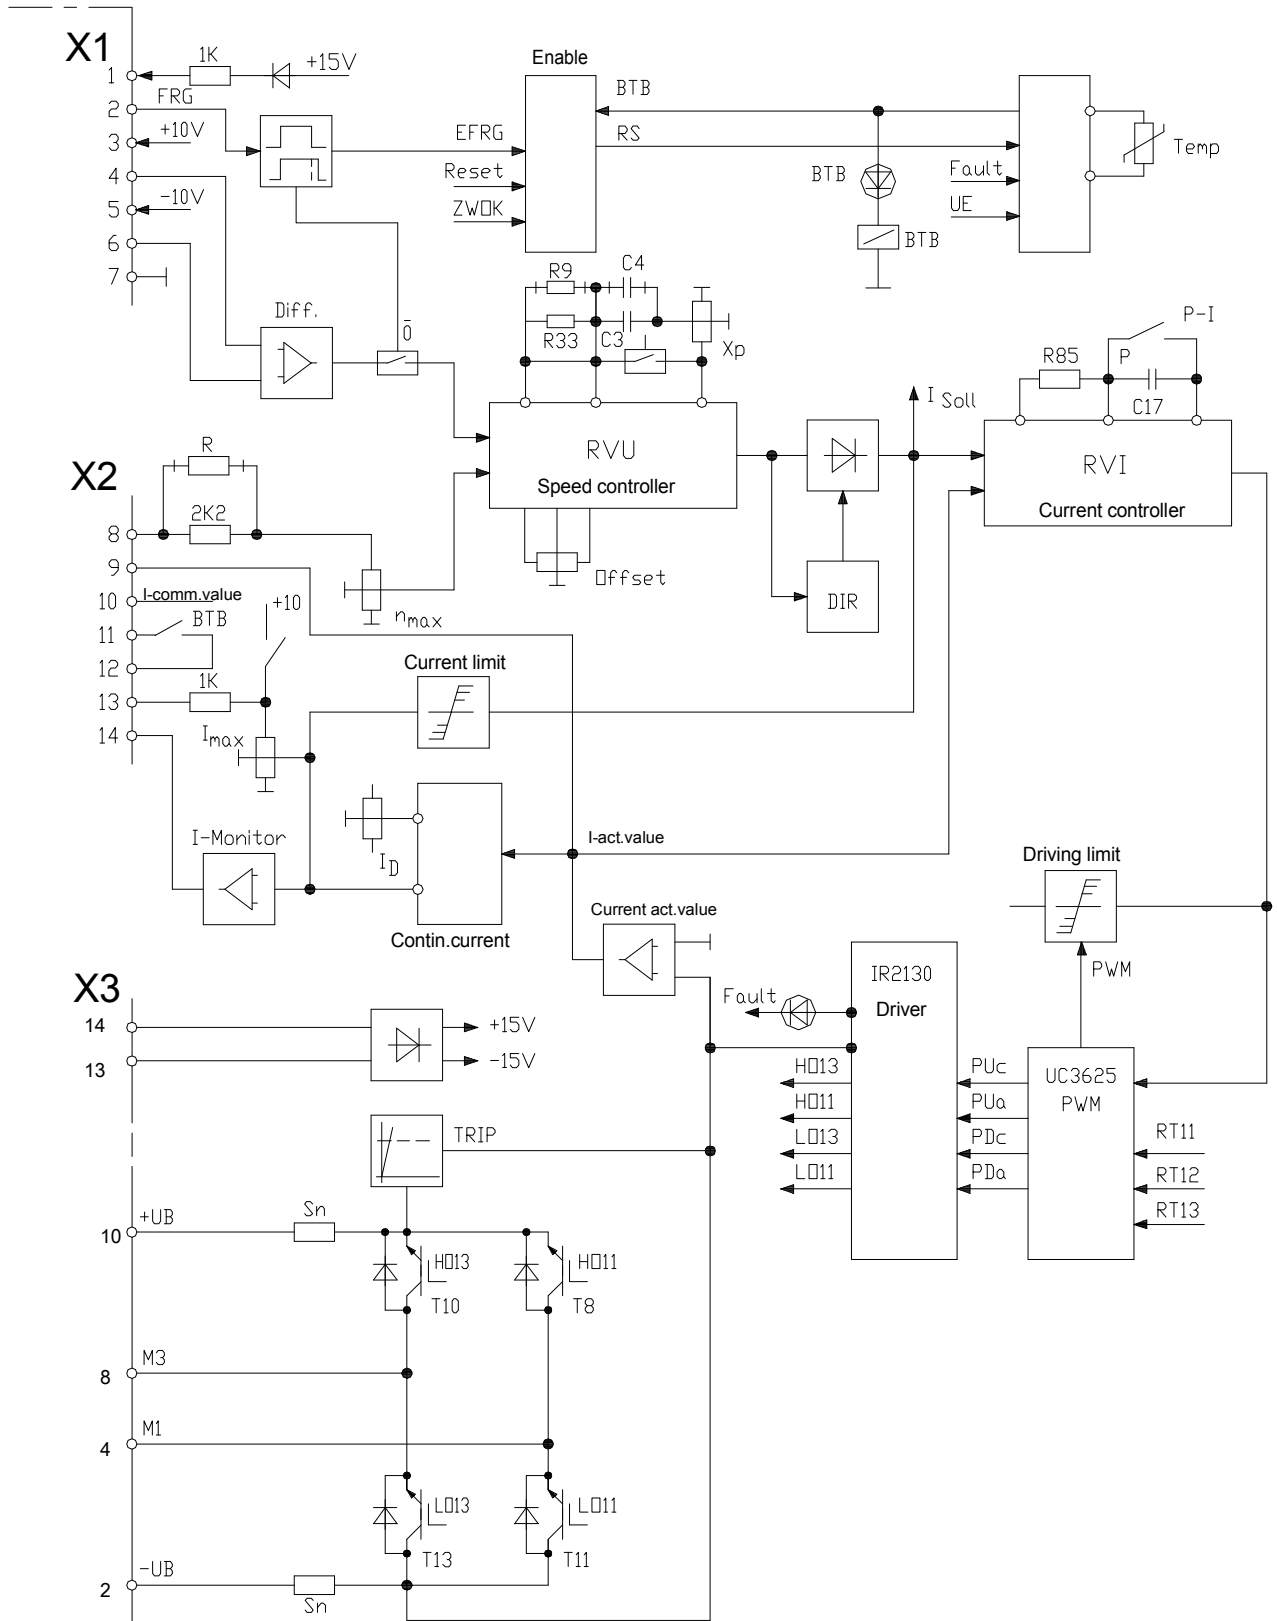 X1
1
1K
+15V
2
FRG
3
+10V
4
5
-10V
6
7
EFRG
Reset
ZWOK
Enable
BTB
RS
BTB
BTB
Fault
UE
Temp
Diff.
0
R9
C4
R33
C3
Xp
RVU
Speed controller
Offset
I Soll
DIR
P-I
R85
P
C17
RVI
Current controller
X2
R
8
2K2
9
10
I-comm.value
11
BTB
12
13
1K
14
+10
nmax
Imax
Current limit
I-Monitor
ID
Contin.current
I-act.value
Current act.value
Driving limit
PWM
X3
14
13
+15V
-15V
Fault
IR2130
Driver
HO13
HO11
LO13
LO11
PUc
PUa
PDc
PDa
UC3625
PWM
RT11
RT12
RT13
TRIP
10
+UB
Sn
HO13
T10
HO11
T8
8
M3
4
M1
LO13
T13
LO11
T11
2
-UB
Sn